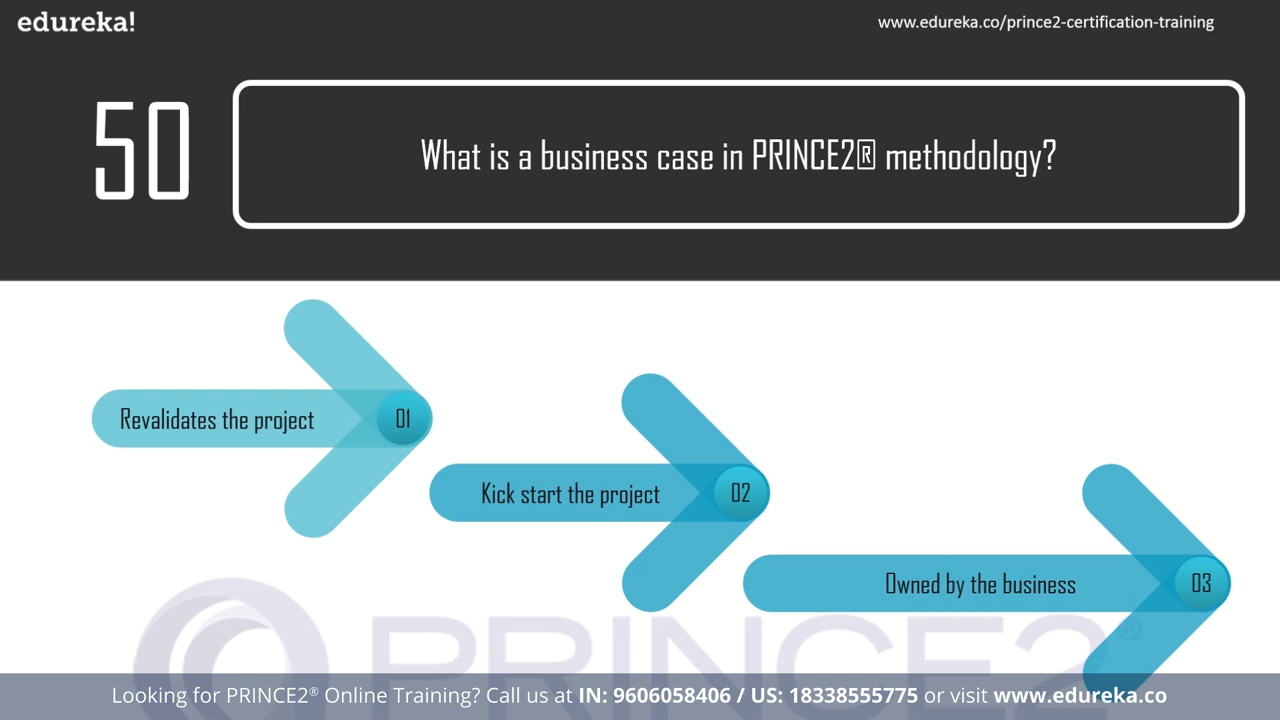 edureka!
www.edureka.co/prince2-certification-training
50
What is a business case in PRINCE2® methodology?
Revalidates the project
01
Kick start the project
02
Owned by the business
03
PRINCE2®
Looking for PRINCE2® Online Training? Call us at IN: 9606058406 / US: 18338555775 or visit www.edureka.co